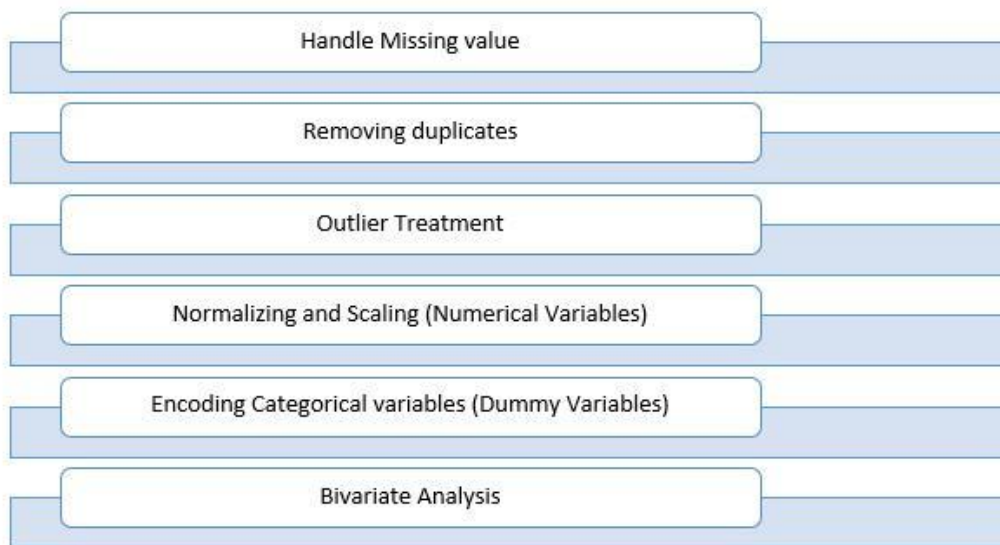 Handle Missing value
Removing duplicates
Outlier Treatment
Normalizing and Scaling (Numerical Variables)
Encoding Categorical variables (Dummy Variables)
Bivariate Analysis